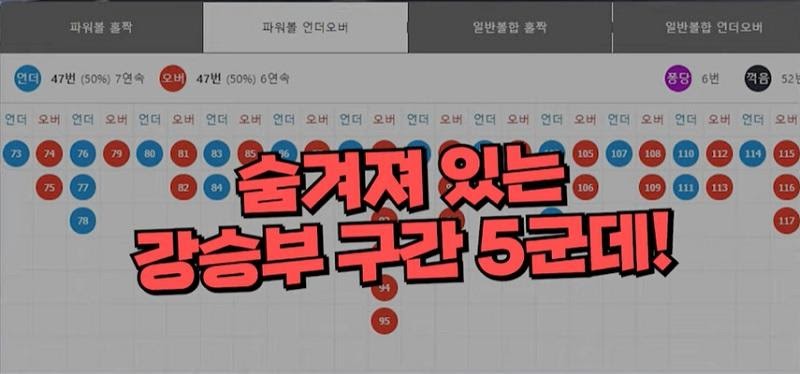 파워볼 홀짝 파워볼 언더오버 일반볼합 홀짝 일반볼합 언더오버
언더 47번 (50%) 7연속 오버 47번 (50%) 6연속 퐁당 6번 꺽음 52번
언더 오버 언더 오버 언더 오버 언더 오버 언더 오버 언더 오버 언더 오버 언더 오버 언더 오버 언더 오버 언더 오버 언더 오버
73 74 76 79 80 81 83 85 86 105 107 108 110 112 114 115
75 77 82 84 106 109 111 113 116
78 117
숨겨져 있는
강승부 구간 5군데!
94
95